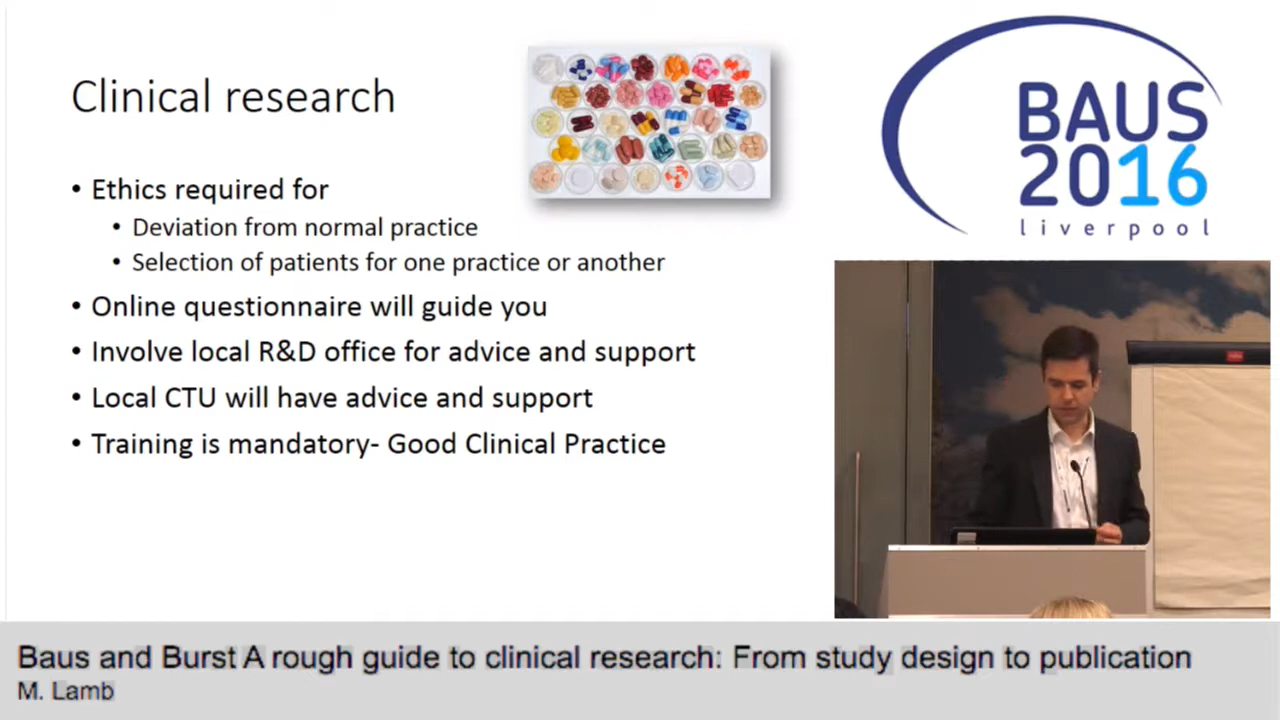 Clinical research
• Ethics required for
• Deviation from normal practice
• Selection of patients for one practice or another
• Online questionnaire will guide you
• Involve local R&D office for advice and support
• Local CTU will have advice and support
• Training is mandatory- Good Clinical Practice
BAUS
2016
liverpool
Baus and Burst A rough guide to clinical research: From study design to publication
M. Lamb